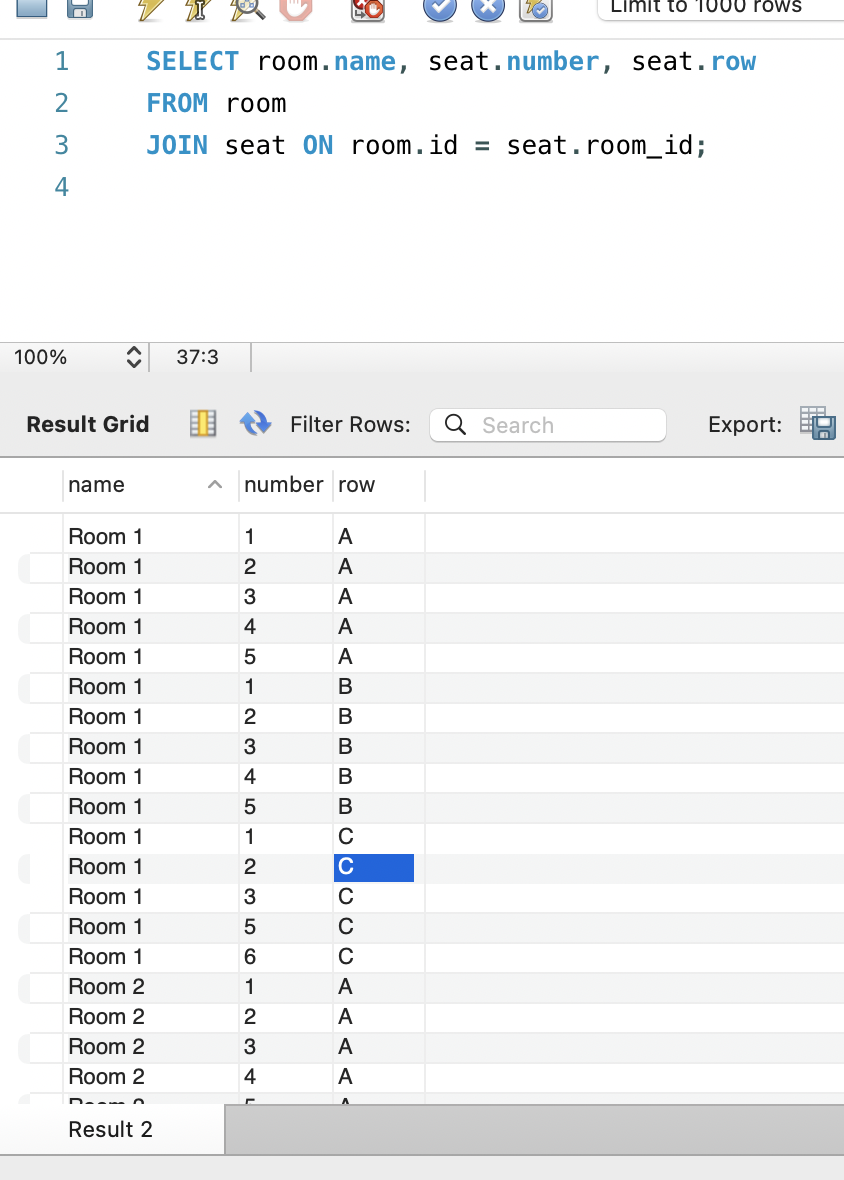 Limit to 1000 rows
1 SELECT room.name, seat.number, seat.row
2 FROM room
3 JOIN seat ON room.id = seat.room_id;
4
100% 37:3
Result Grid Filter Rows: Search Export:
name number row
Room 1 1 A
Room 1 2 A
Room 1 3 A
Room 1 4 A
Room 1 5 A
Room 1 1 B
Room 1 2 B
Room 1 3 B
Room 1 4 B
Room 1 5 B
Room 1 1 C
Room 1 2 C
Room 1 3 C
Room 1 5 C
Room 1 6 C
Room 2 1 A
Room 2 2 A
Room 2 3 A
Room 2 4 A
Result 2